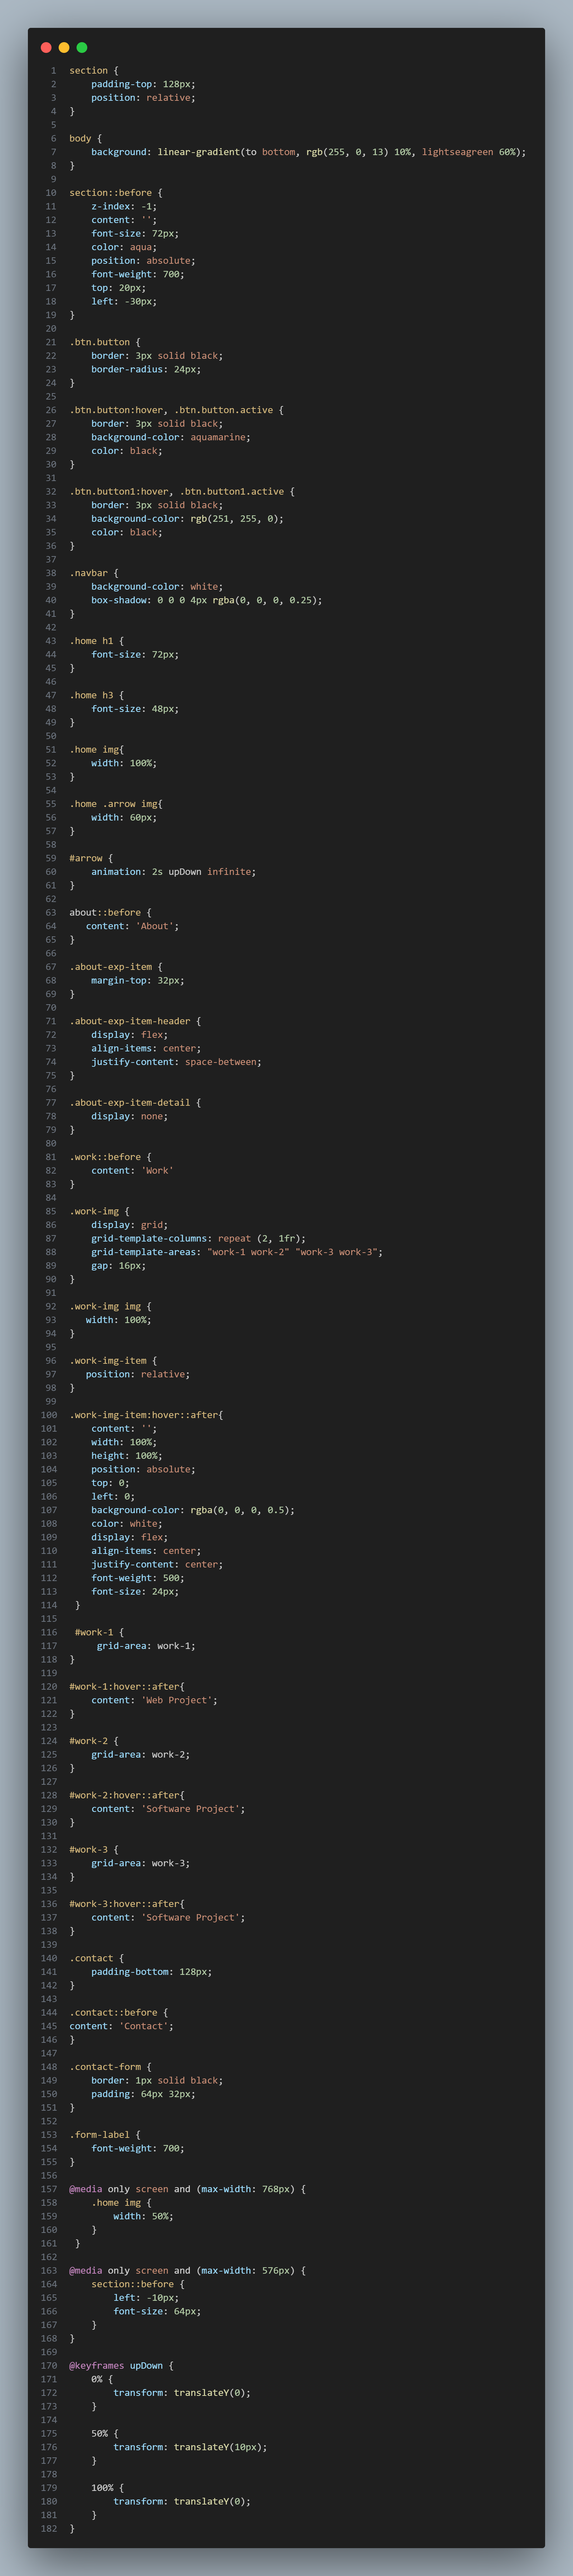 1 section {
2     padding-top: 128px;
3     position: relative;
4 }
5
6 body {
7     background: linear-gradient(to bottom, rgb(255, 0, 13) 10%, lightseagreen 60%);
8 }
9
10 section::before {
11     z-index: -1;
12     content: '';
13     font-size: 72px;
14     color: aqua;
15     position: absolute;
16     font-weight: 700;
17     top: 20px;
18     left: -30px;
19 }
20
21 .btn.button {
22     border: 3px solid black;
23     border-radius: 24px;
24 }
25
26 .btn.button:hover, .btn.button.active {
27     border: 3px solid black;
28     background-color: aquamarine;
29     color: black;
30 }
31
32 .btn.button1:hover, .btn.button1.active {
33     border: 3px solid black;
34     background-color: rgb(251, 255, 0);
35     color: black;
36 }
37
38 .navbar {
39     background-color: white;
40     box-shadow: 0 0 0 4px rgba(0, 0, 0, 0.25);
41 }
42
43 .home h1 {
44     font-size: 72px;
45 }
46
47 .home h3 {
48     font-size: 48px;
49 }
50
51 .home img{
52     width: 100%;
53 }
54
55 .home .arrow img{
56     width: 60px;
57 }
58
59 #arrow {
60     animation: 2s upDown infinite;
61 }
62
63 about::before {
64    content: 'About';
65 }
66
67 .about-exp-item {
68     margin-top: 32px;
69 }
70
71 .about-exp-item-header {
72     display: flex;
73     align-items: center;
74     justify-content: space-between;
75 }
76
77 .about-exp-item-detail {
78     display: none;
79 }
80
81 .work::before {
82     content: 'Work'
83 }
84
85 .work-img {
86     display: grid;
87     grid-template-columns: repeat (2, 1fr);
88     grid-template-areas: "work-1 work-2" "work-3 work-3";
89     gap: 16px;
90 }
91
92 .work-img img {
93    width: 100%;
94 }
95
96 .work-img-item {
97    position: relative;
98 }
99
100 .work-img-item:hover::after{
101     content: '';
102     width: 100%;
103     height: 100%;
104     position: absolute;
105     top: 0;
106     left: 0;
107     background-color: rgba(0, 0, 0, 0.5);
108     color: white;
109     display: flex;
110     align-items: center;
111     justify-content: center;
112     font-weight: 500;
113     font-size: 24px;
114  }
115
116  #work-1 {
117      grid-area: work-1;
118 }
119
120 #work-1:hover::after{
121     content: 'Web Project';
122 }
123
124 #work-2 {
125     grid-area: work-2;
126 }
127
128 #work-2:hover::after{
129     content: 'Software Project';
130 }
131
132 #work-3 {
133     grid-area: work-3;
134 }
135
136 #work-3:hover::after{
137     content: 'Software Project';
138 }
139
140 .contact {
141     padding-bottom: 128px;
142 }
143
144 .contact::before {
145 content: 'Contact';
146 }
147
148 .contact-form {
149     border: 1px solid black;
150     padding: 64px 32px;
151 }
152
153 .form-label {
154     font-weight: 700;
155 }
156
157 @media only screen and (max-width: 768px) {
158     .home img {
159         width: 50%;
160     }
161  }
162
163 @media only screen and (max-width: 576px) {
164     section::before {
165         left: -10px;
166         font-size: 64px;
167     }
168 }
169
170 @keyframes upDown {
171     0% {
172         transform: translateY(0);
173     }
174
175     50% {
176         transform: translateY(10px);
177     }
178
179     100% {
180         transform: translateY(0);
181     }
182 }